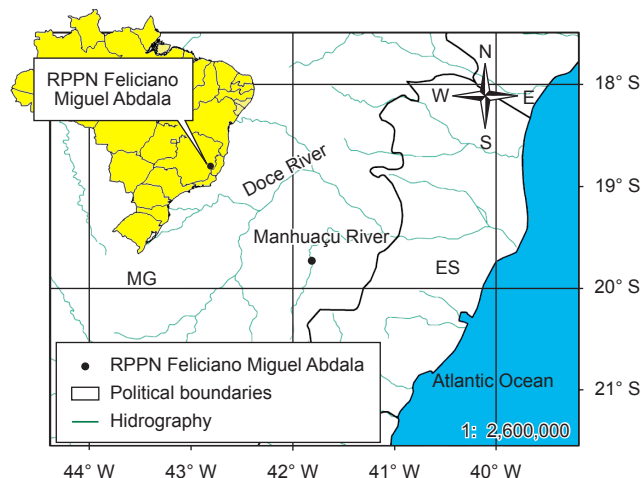 RPPN Feliciano
Miguel Abdala
N
W
E
S
18° S
Doce River
19° S
Manhuaçu River
MG
ES
20° S
RPPN Feliciano Miguel Abdala
Political boundaries
Hidrography
Atlantic Ocean
21° S
1: 2,600,000
44° W
43° W
42° W
41° W
40° W